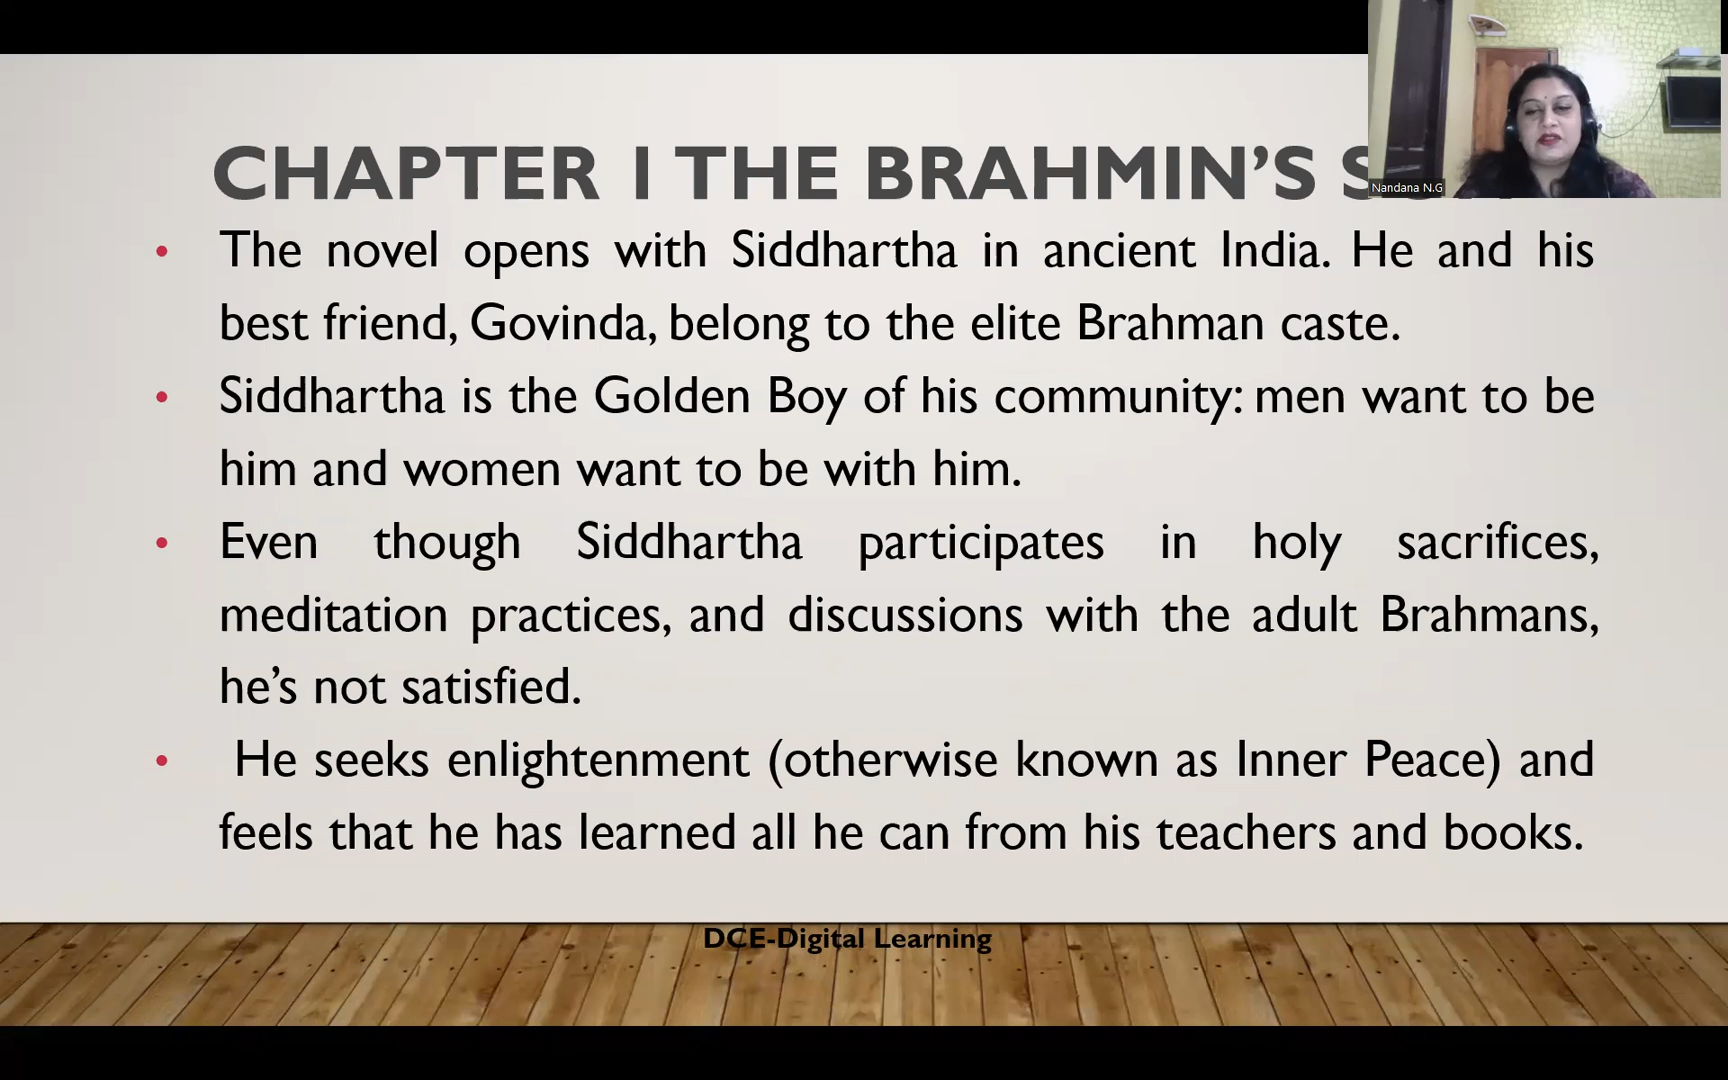 CHAPTER I THE BRAHMIN’S
Nandana N.G
• The novel opens with Siddhartha in ancient India. He and his
best friend, Govinda, belong to the elite Brahman caste.
• Siddhartha is the Golden Boy of his community: men want to be
him and women want to be with him.
• Even though Siddhartha participates in holy sacrifices,
meditation practices, and discussions with the adult Brahmans,
he’s not satisfied.
• He seeks enlightenment (otherwise known as Inner Peace) and
feels that he has learned all he can from his teachers and books.
DCE-Digital Learning